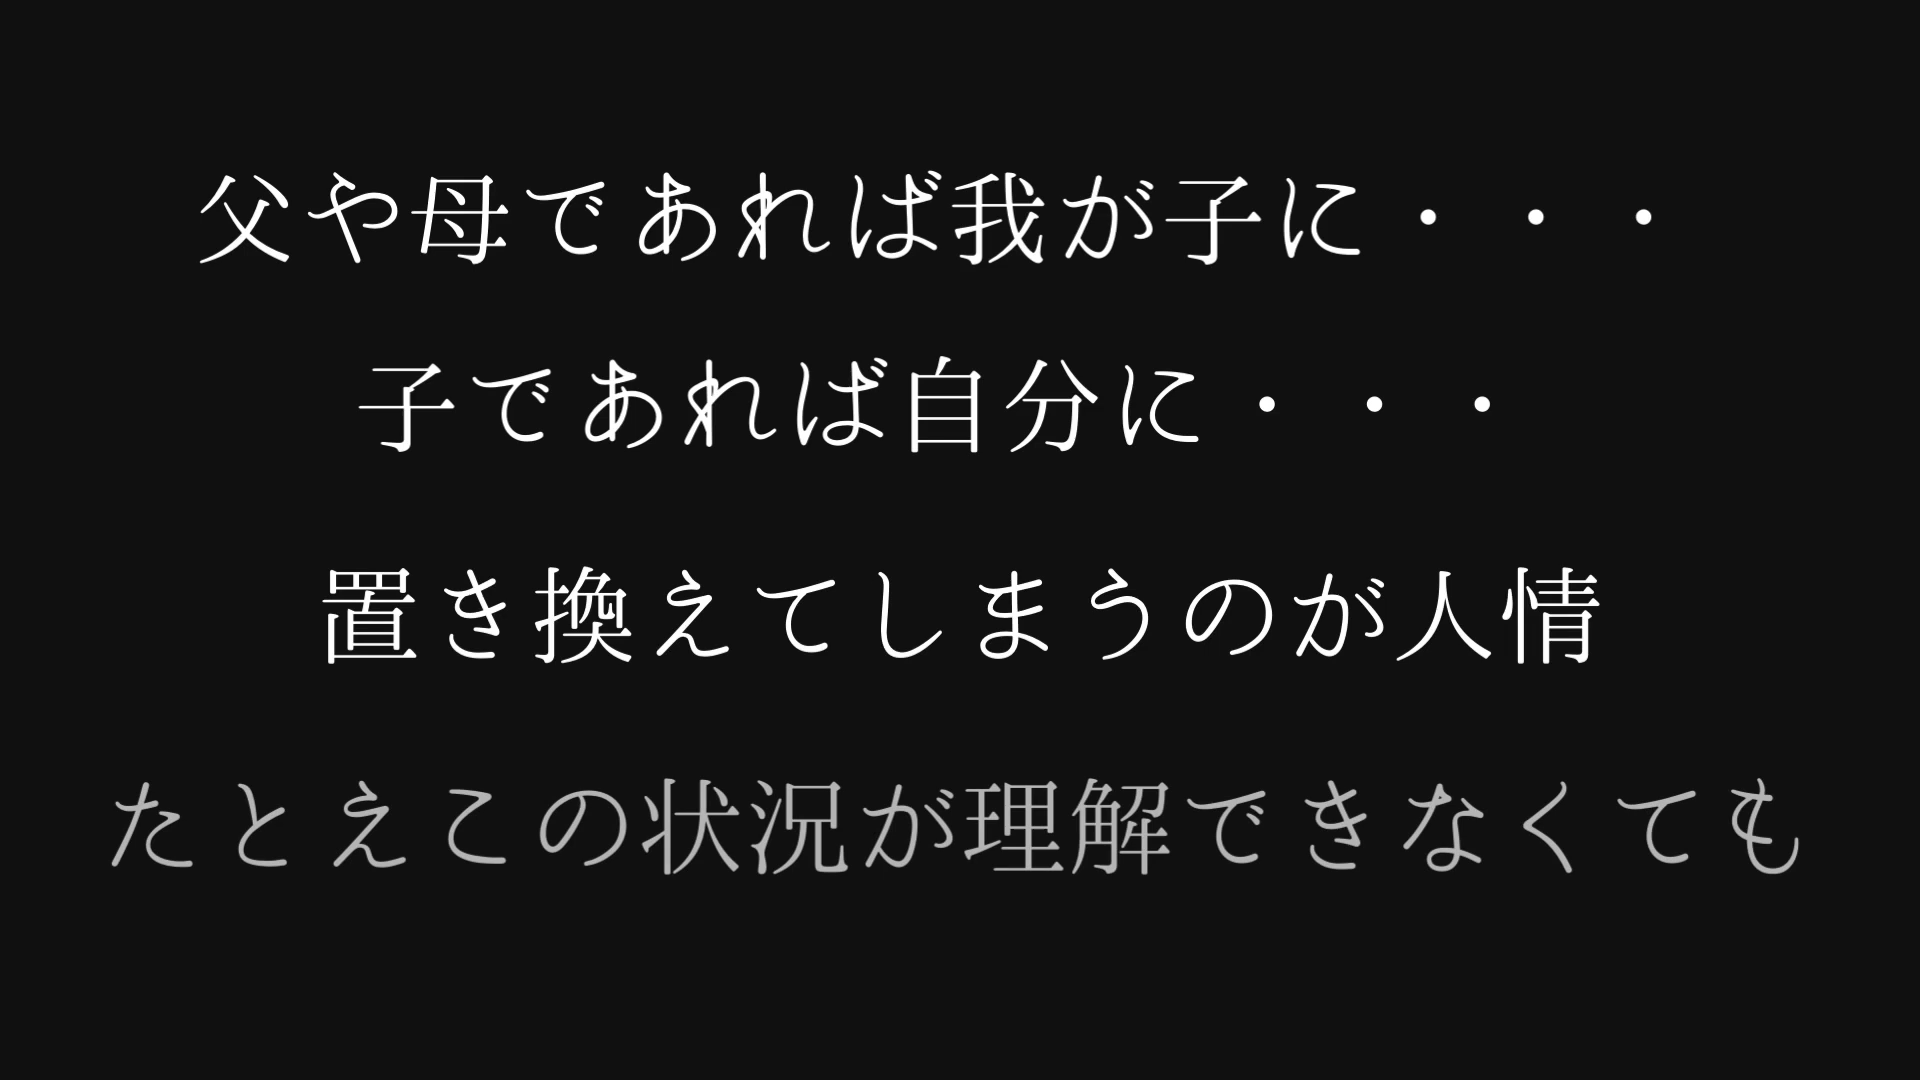 父や母であれば我が子に・・・
子であれば自分に・・・
置き換えてしまうのが人情
たとえこの状況が理解できなくても